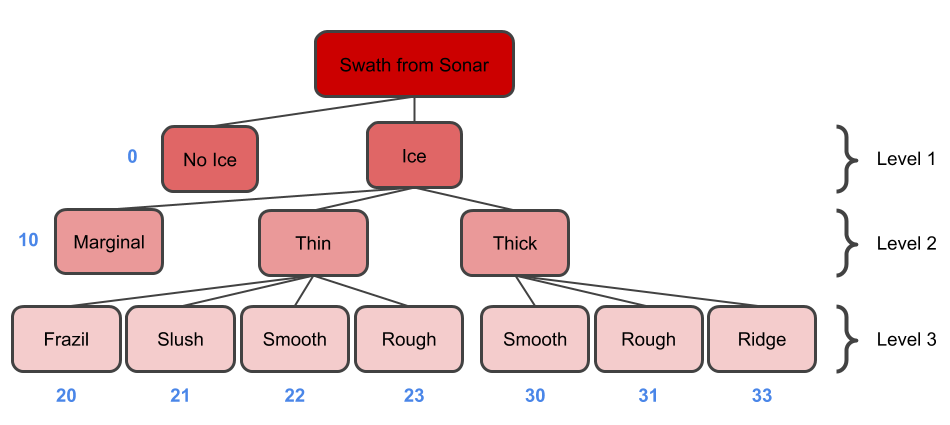 Swath from Sonar
0
No Ice
Ice
Level 1
10
Marginal
Thin
Thick
Level 2
Frazil
Slush
Smooth
Rough
Smooth
Rough
Ridge
Level 3
20
21
22
23
30
31
33